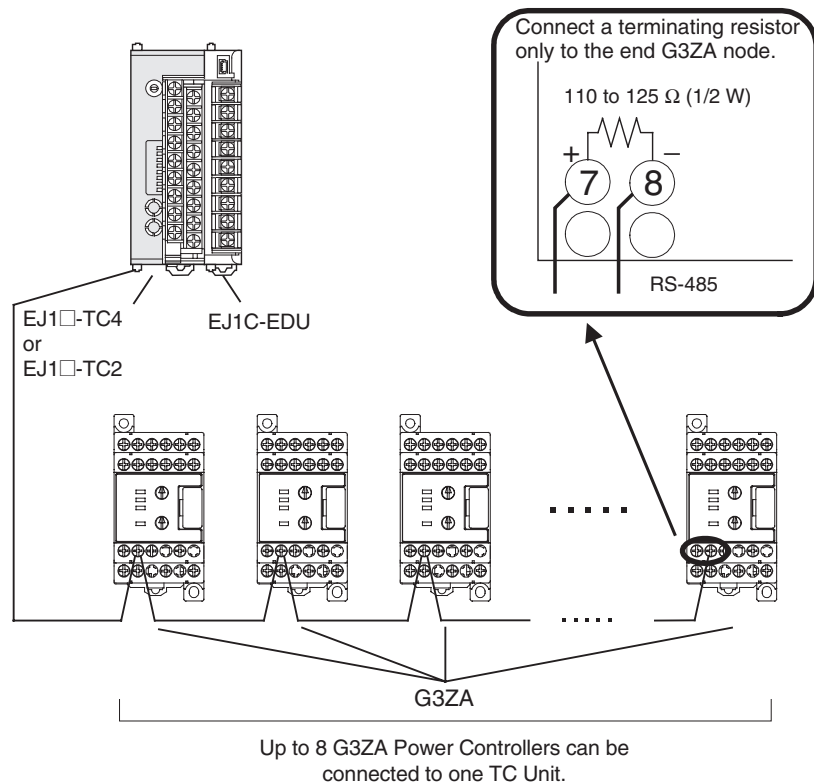 Connect a terminating resistor
only to the end G3ZA node.
110 to 125 Ω (1/2 W)
+ −
7 8
RS-485
EJ1□-TC4
or
EJ1□-TC2
EJ1C-EDU
G3ZA
Up to 8 G3ZA Power Controllers can be
connected to one TC Unit.